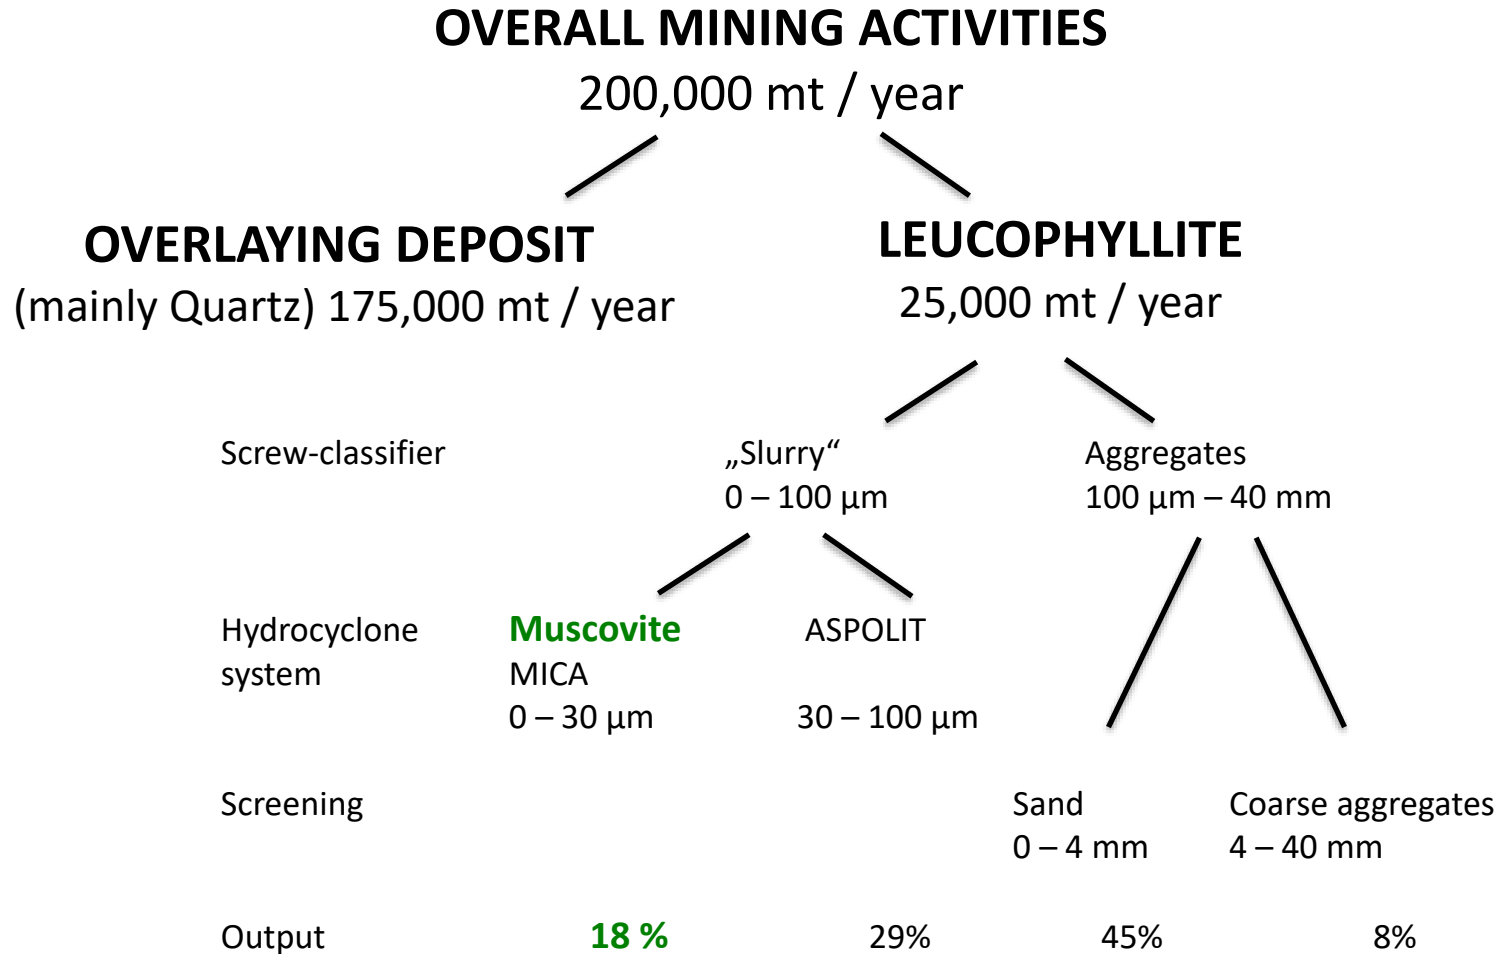 OVERALL MINING ACTIVITIES
200,000 mt / year
OVERLAYING DEPOSIT
(mainly Quartz) 175,000 mt / year
LEUCOPHYLLITE
25,000 mt / year
Screw-classifier
„Slurry“
0 – 100 µm
Aggregates
100 µm – 40 mm
Hydrocyclone
system
Muscovite
MICA
0 – 30 µm
ASPOLIT
30 – 100 µm
Screening
Sand
0 – 4 mm
Coarse aggregates
4 – 40 mm
Output
18 %
29%
45%
8%